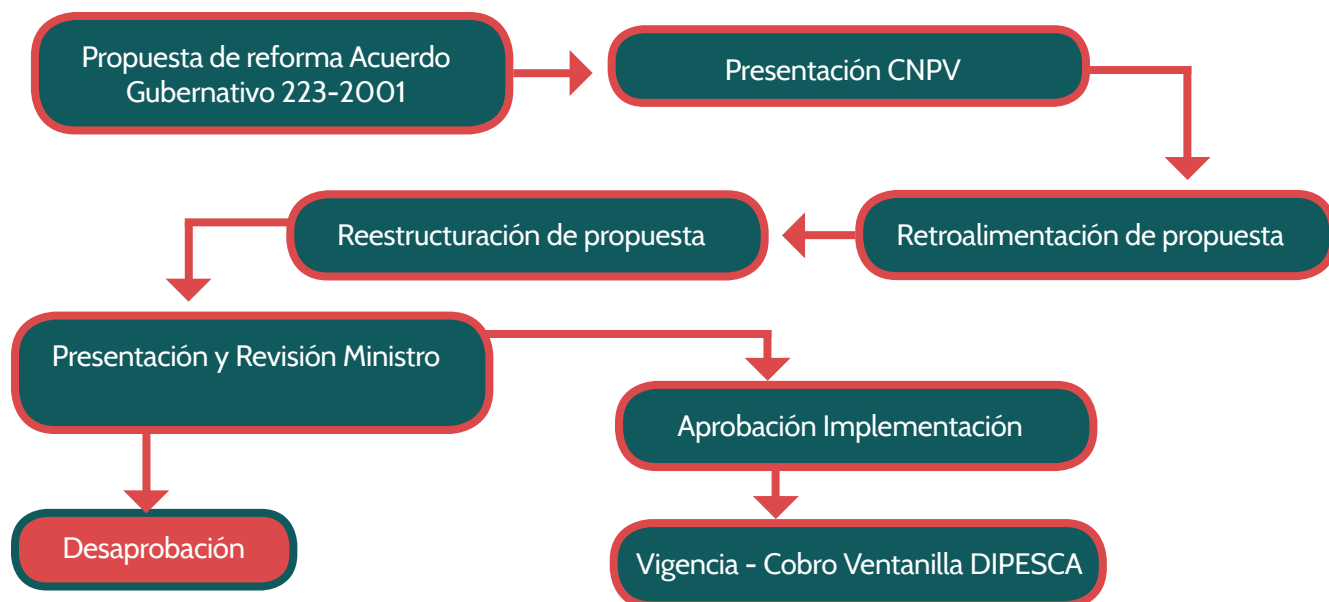 Propuesta de reforma Acuerdo
Gubernativo 223-2001
Presentación CNPV
Retroalimentación de propuesta
Reestructuración de propuesta
Presentación y Revisión Ministro
Aprobación Implementación
Desaprobación
Vigencia - Cobro Ventanilla DIPESCA